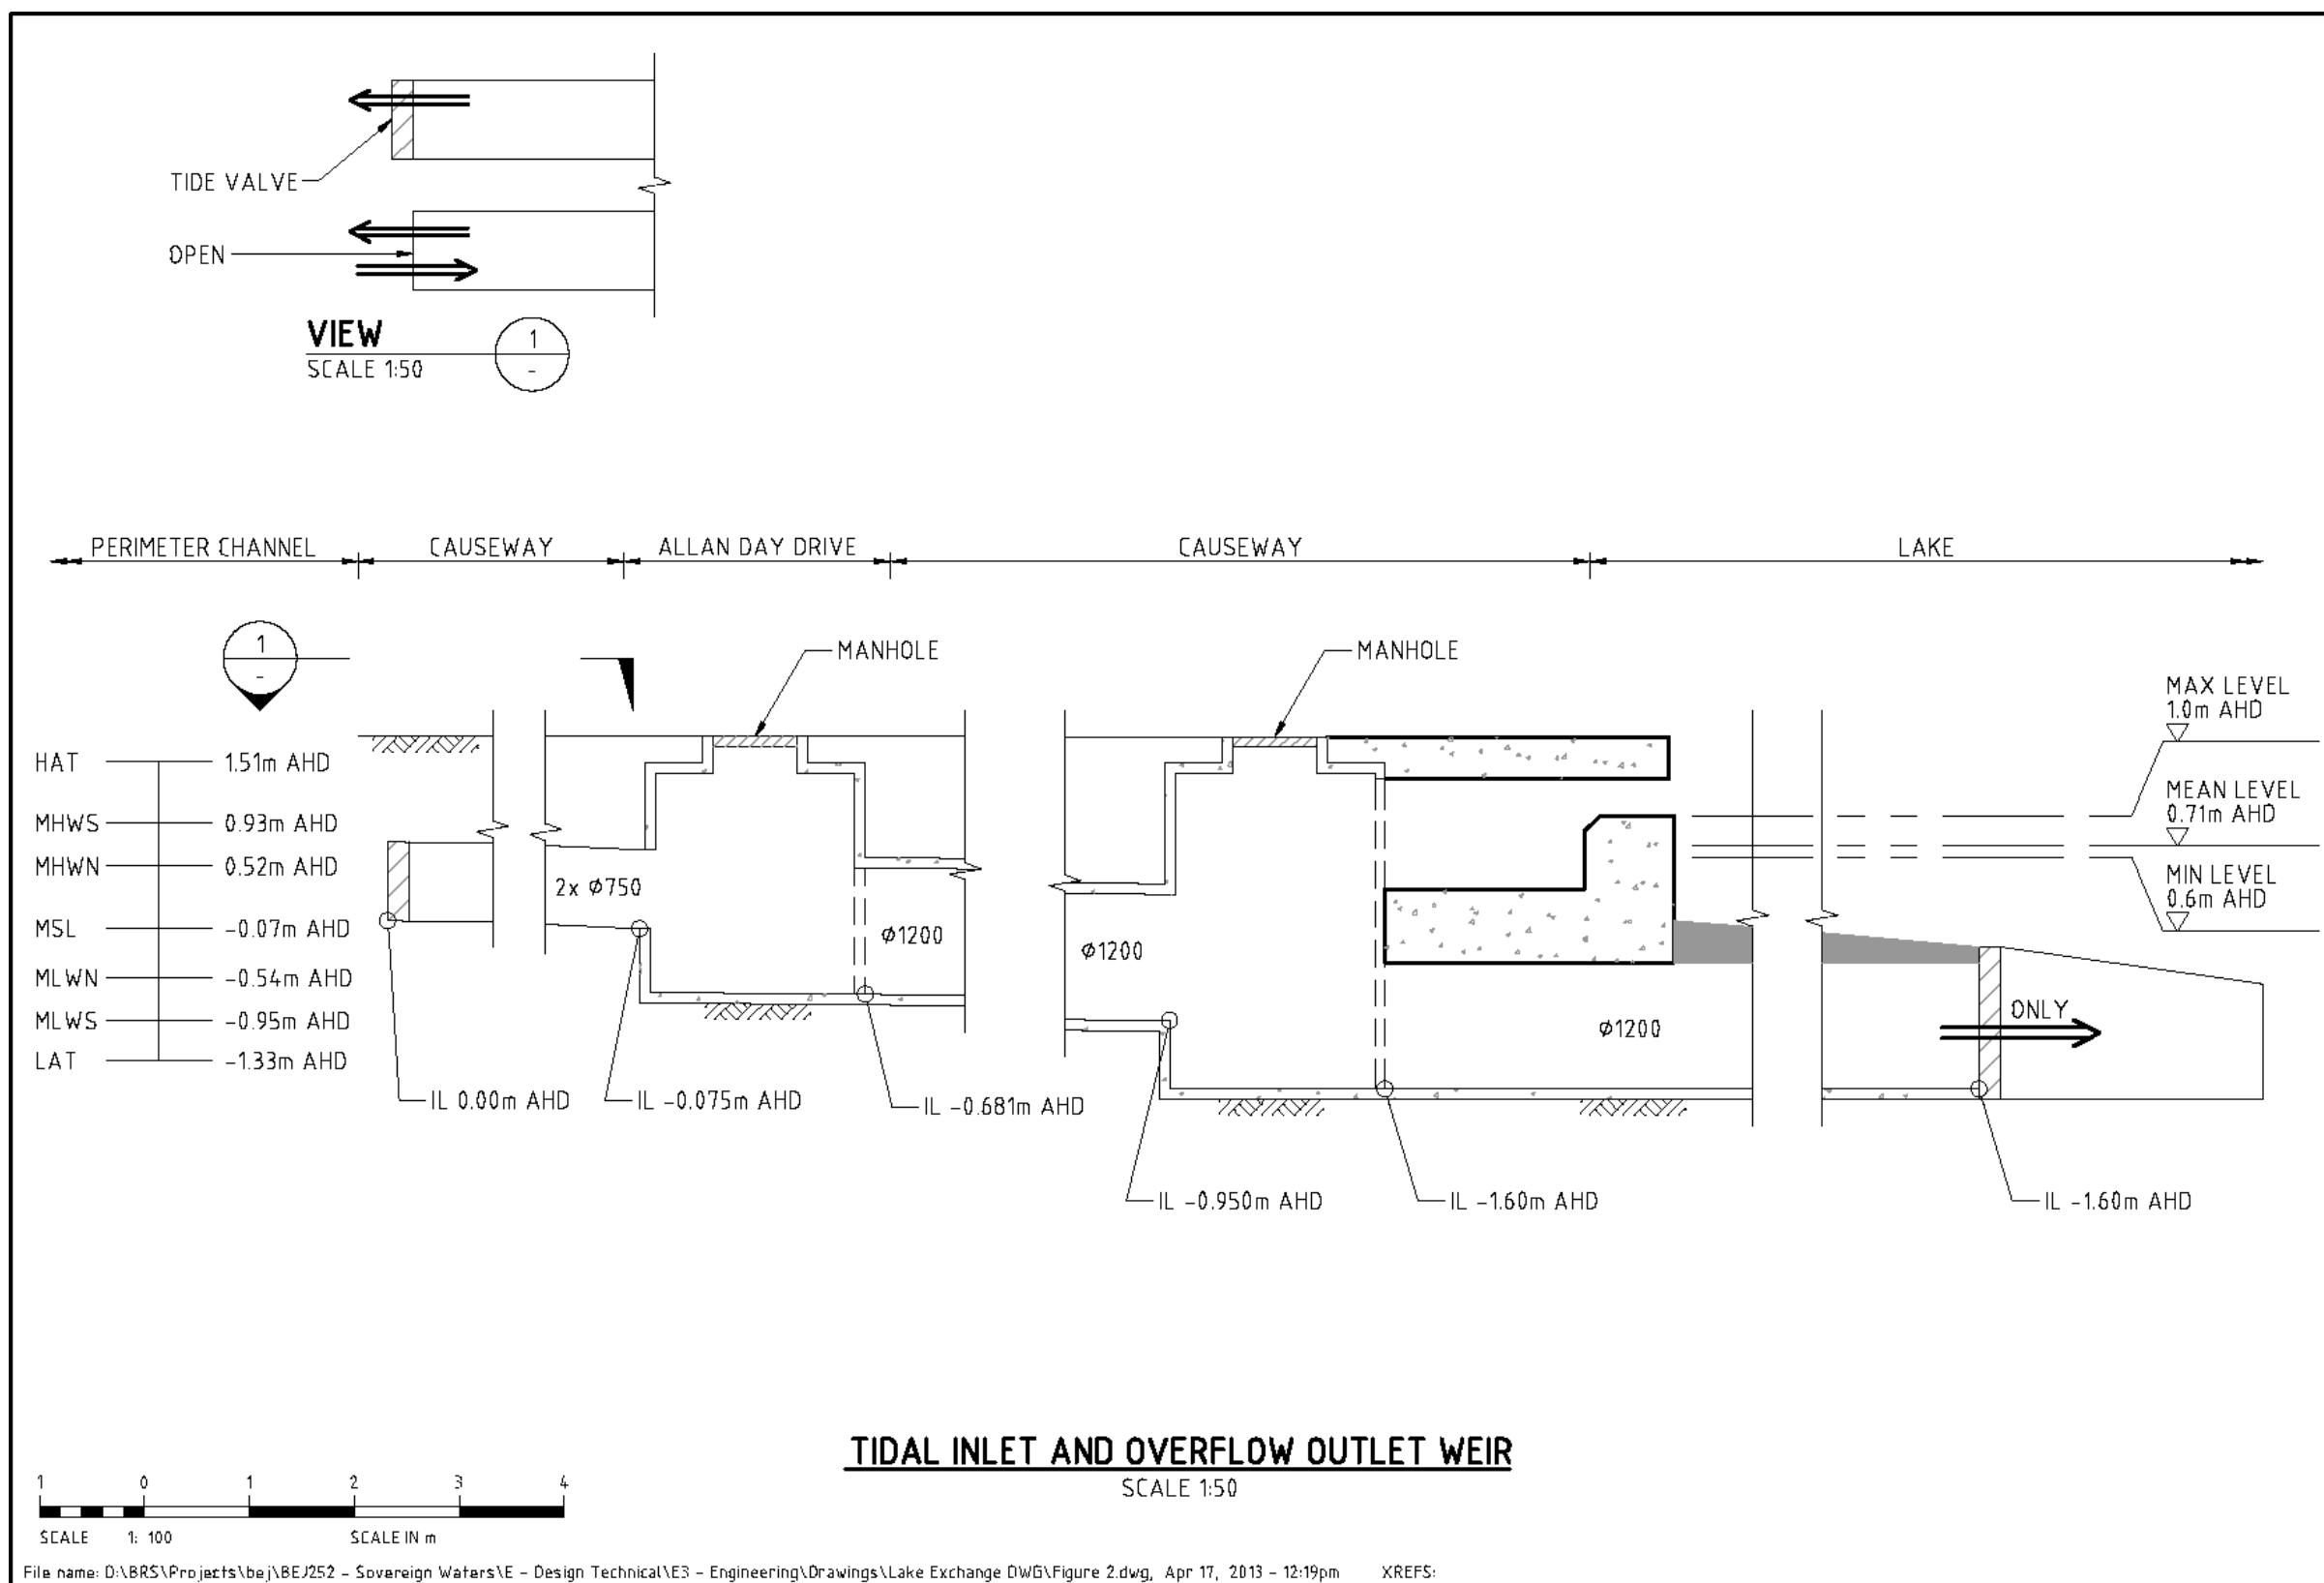 TIDE VALVE
OPEN
VIEW
SCALE 1:50
1
-
PERIMETER CHANNEL
CAUSEWAY
ALLAN DAY DRIVE
CAUSEWAY
LAKE
1
-
MANHOLE
MANHOLE
MAX LEVEL
1.0m AHD
MEAN LEVEL
0.71m AHD
MIN LEVEL
0.6m AHD
HAT 1.51m AHD
MHWS 0.93m AHD
MHWN 0.52m AHD
MSL -0.07m AHD
MLWN -0.54m AHD
MLWS -0.95m AHD
LAT -1.33m AHD
2x Φ750
Φ1200
Φ1200
Φ1200
ONLY
IL 0.00m AHD
IL -0.075m AHD
IL -0.681m AHD
IL -0.950m AHD
IL -1.60m AHD
IL -1.60m AHD
TIDAL INLET AND OVERFLOW OUTLET WEIR
SCALE 1:50
1 0 1 2 3 4
SCALE 1: 100 SCALE IN m
File name: D:\BRS\Projects\bej\BEJ252 - Sovereign Waters\E - Design Technical\E3 - Engineering\Drawings\Lake Exchange DWG\Figure 2.dwg, Apr 17, 2013 - 12:19pm XREFS: